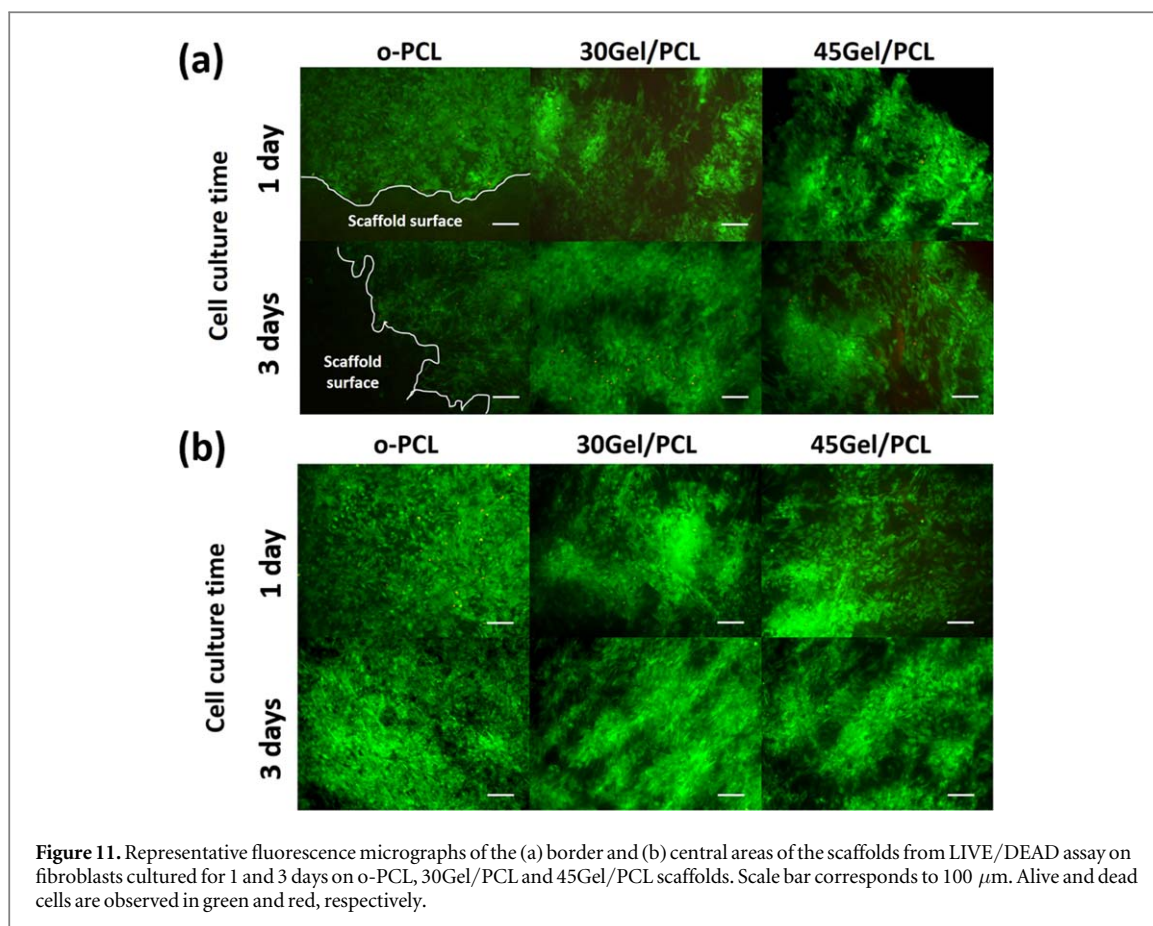 (a)
o-PCL 30Gel/PCL 45Gel/PCL
Cell culture time
1 day
Scaffold surface
3 days
Scaffold
surface
(b)
o-PCL 30Gel/PCL 45Gel/PCL
Cell culture time
1 day
3 days
Figure 11. Representative fluorescence micrographs of the (a) border and (b) central areas of the scaffolds from LIVE/DEAD assay on
fibroblasts cultured for 1 and 3 days on o-PCL, 30Gel/PCL and 45Gel/PCL scaffolds. Scale bar corresponds to 100 μm. Alive and dead
cells are observed in green and red, respectively.